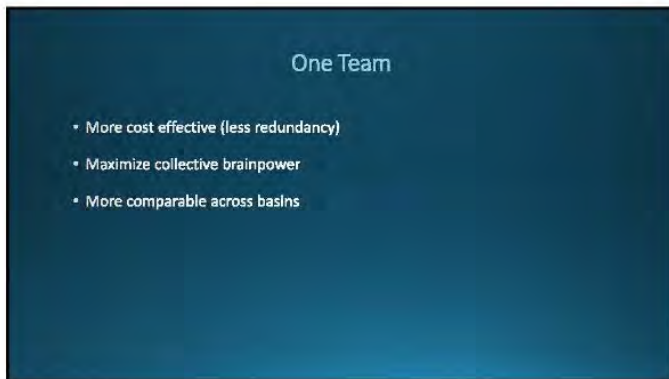 One Team
• More cost effective (less redundancy)
• Maximize collective brainpower
• More comparable across basins